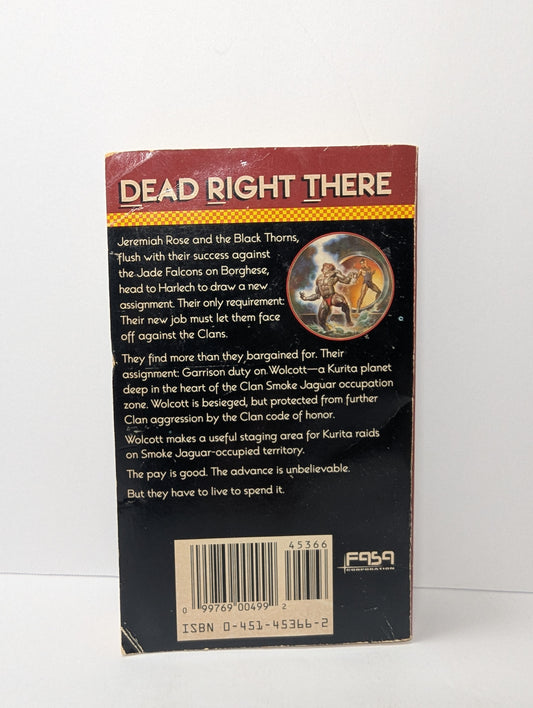 DEAD RIGHT THERE
Jeremiah Rose and the Black Thorns,
flush with their success against
the Jade Falcons on Borghese,
head to Harlech to draw a new
assignment. Their only requirement:
Their new job must let them face
off against the Clans.
They find more than they bargained for. Their
assignment: Garrison duty on Wolcott—a Kurita planet
deep in the heart of the Clan Smoke Jaguar occupation
zone. Wolcott is besieged, but protected from further
Clan aggression by the Clan code of honor.
Wolcott makes a useful staging area for Kurita raids
on Smoke Jaguar-occupied territory.
The pay is good. The advance is unbelievable.
But they have to live to spend it.
45366
FASA
CORPORATION
0 99769 00499 2
ISBN 0-451-45366-2